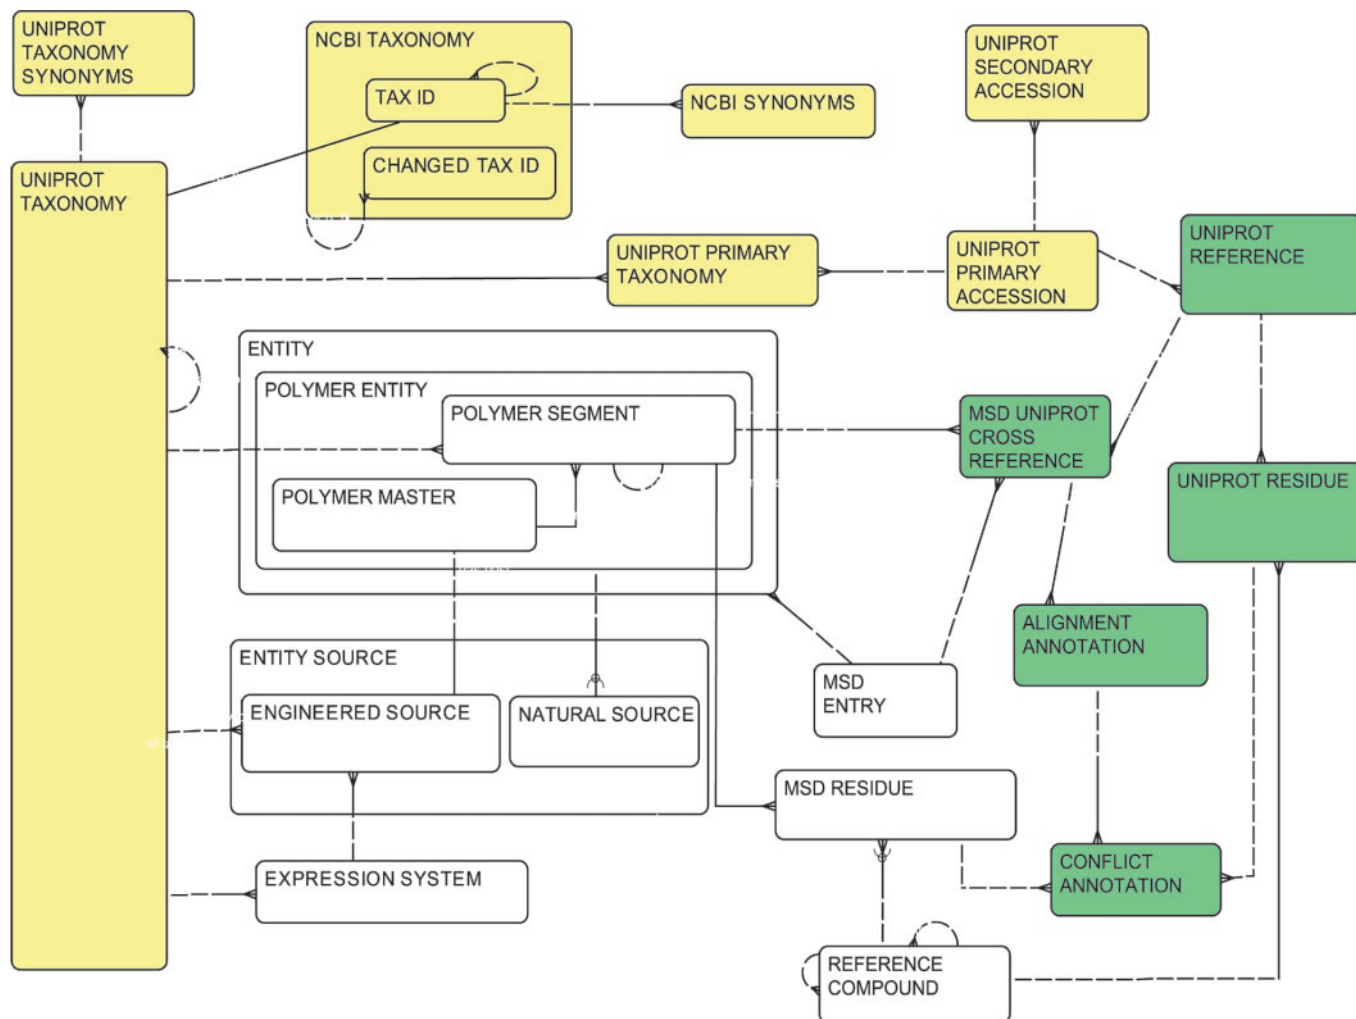 UNIPROT
TAXONOMY
SYNONYMS
NCBI TAXONOMY
TAX ID
CHANGED TAX ID
NCBI SYNONYMS
UNIPROT
SECONDARY
ACCESSION
UNIPROT
TAXONOMY
UNIPROT PRIMARY
TAXONOMY
UNIPROT
PRIMARY
ACCESSION
UNIPROT
REFERENCE
ENTITY
POLYMER ENTITY
POLYMER SEGMENT
POLYMER MASTER
MSD UNIPROT
CROSS
REFERENCE
UNIPROT RESIDUE
ENTITY SOURCE
ENGINEERED SOURCE
NATURAL SOURCE
MSD
ENTRY
ALIGNMENT
ANNOTATION
EXPRESSION SYSTEM
MSD RESIDUE
CONFLICT
ANNOTATION
REFERENCE
COMPOUND